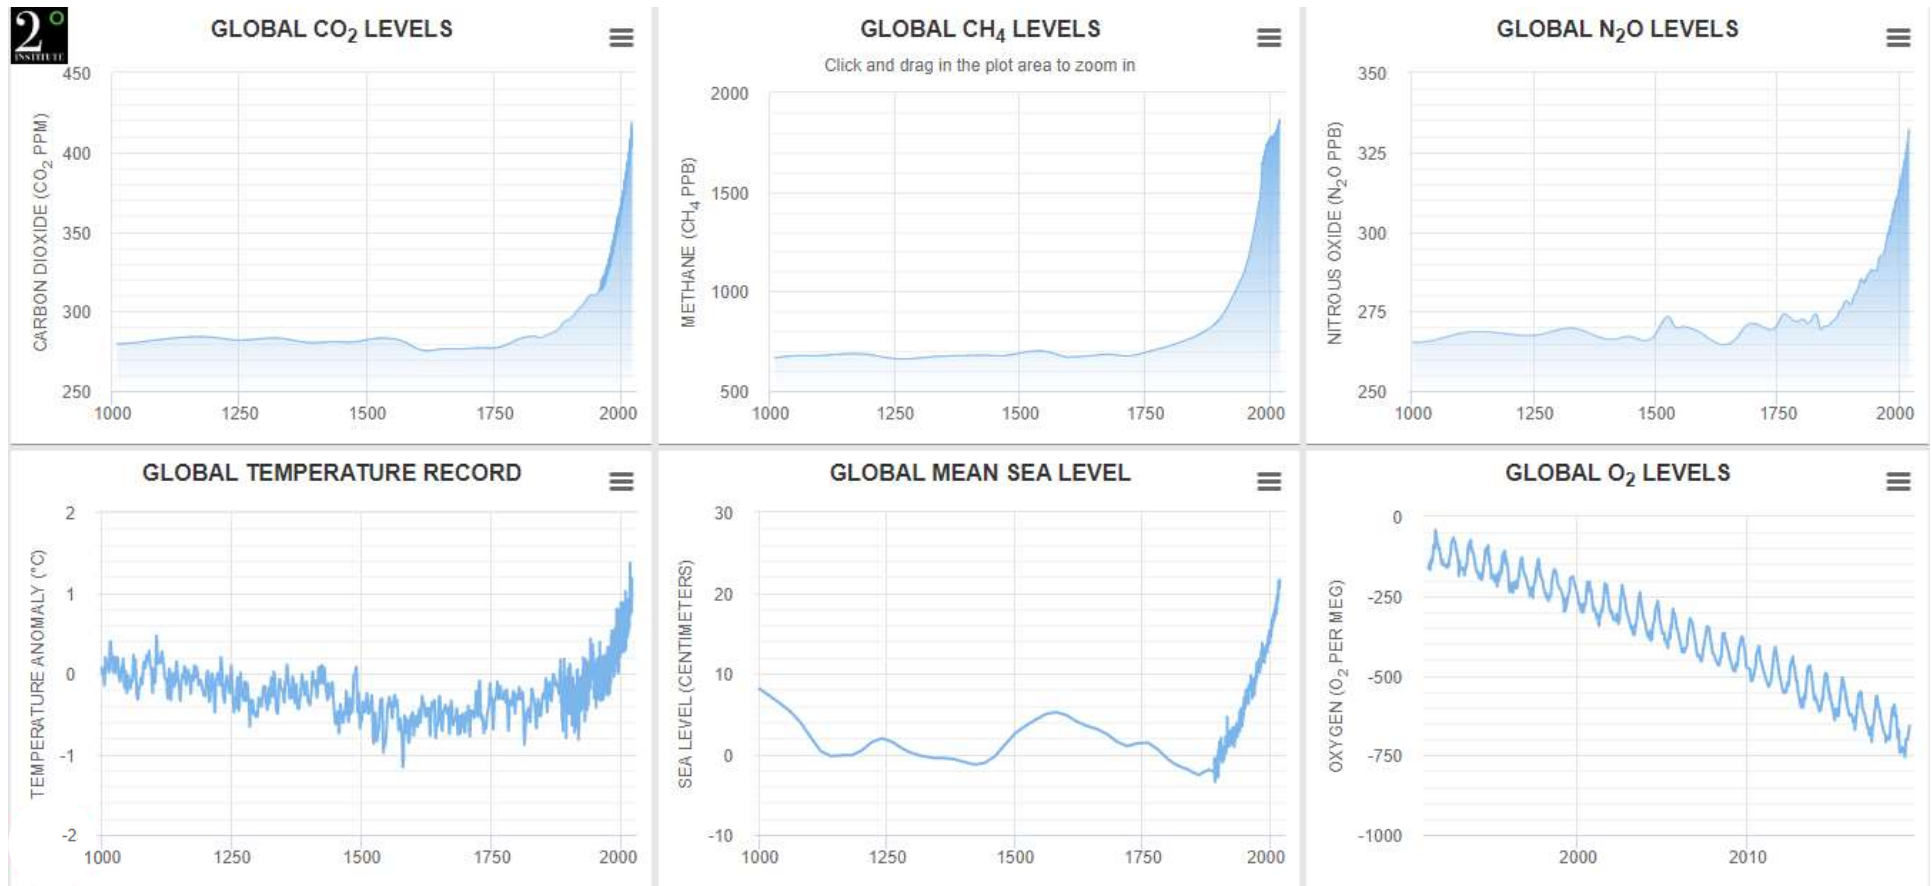 2°
INSTITUTE
GLOBAL CO₂ LEVELS
CARBON DIOXIDE (CO₂ PPM)
450
400
350
300
250
1000 1250 1500 1750 2000
GLOBAL CH₄ LEVELS
Click and drag in the plot area to zoom in
METHANE (CH₄ PPB)
2000
1500
1000
500
1000 1250 1500 1750 2000
GLOBAL N₂O LEVELS
NITROUS OXIDE (N₂O PPB)
350
325
300
275
250
1000 1250 1500 1750 2000
GLOBAL TEMPERATURE RECORD
TEMPERATURE ANOMALY (°C)
2
1
0
-1
-2
1000 1250 1500 1750 2000
GLOBAL MEAN SEA LEVEL
SEA LEVEL (CENTIMETERS)
30
20
10
0
-10
1000 1250 1500 1750 2000
GLOBAL O₂ LEVELS
OXYGEN (O₂ PER MEG)
0
-250
-500
-750
-1000
2000 2010